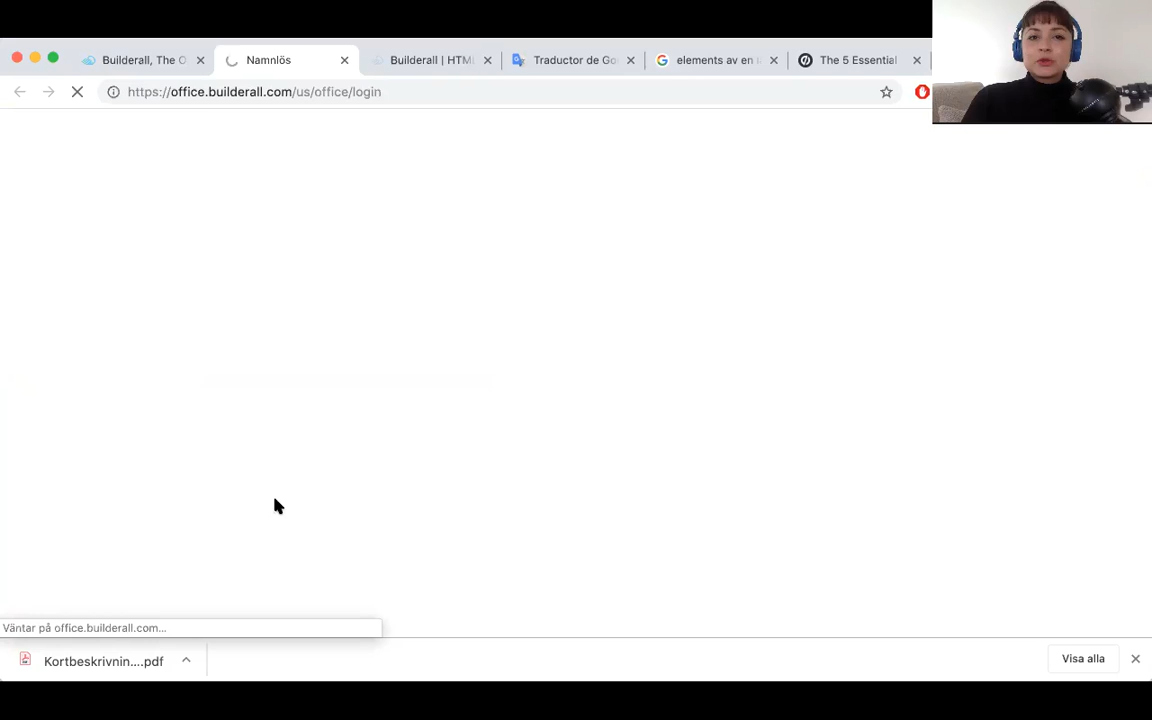 Builderall, The O
Namnlös
Builderall | HTML
Traductor de Go
elements av en
The 5 Essential
https://office.builderall.com/us/office/login
Väntar på office.builderall.com...
Kortbeskrivnin....pdf
Visa alla